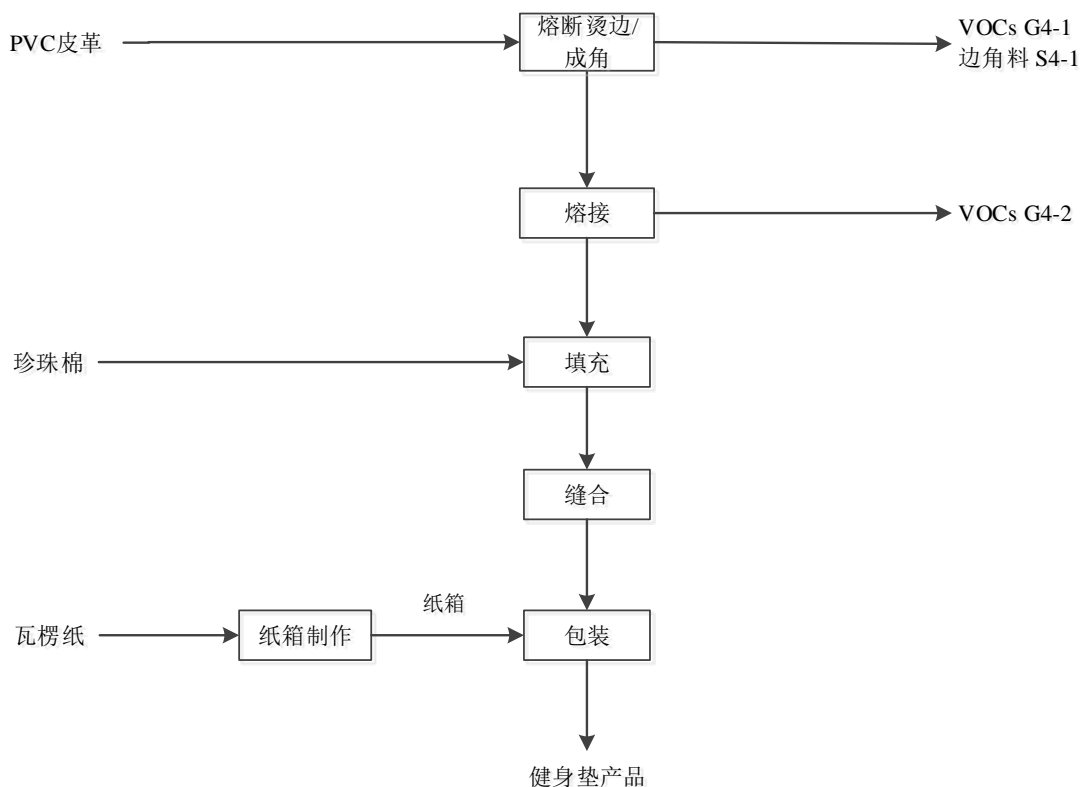 PVC皮革
熔断烫边/
成角
VOCs G4-1
边角料 S4-1
熔接
VOCs G4-2
珍珠棉
填充
缝合
瓦楞纸
纸箱制作
纸箱
包装
健身垫产品